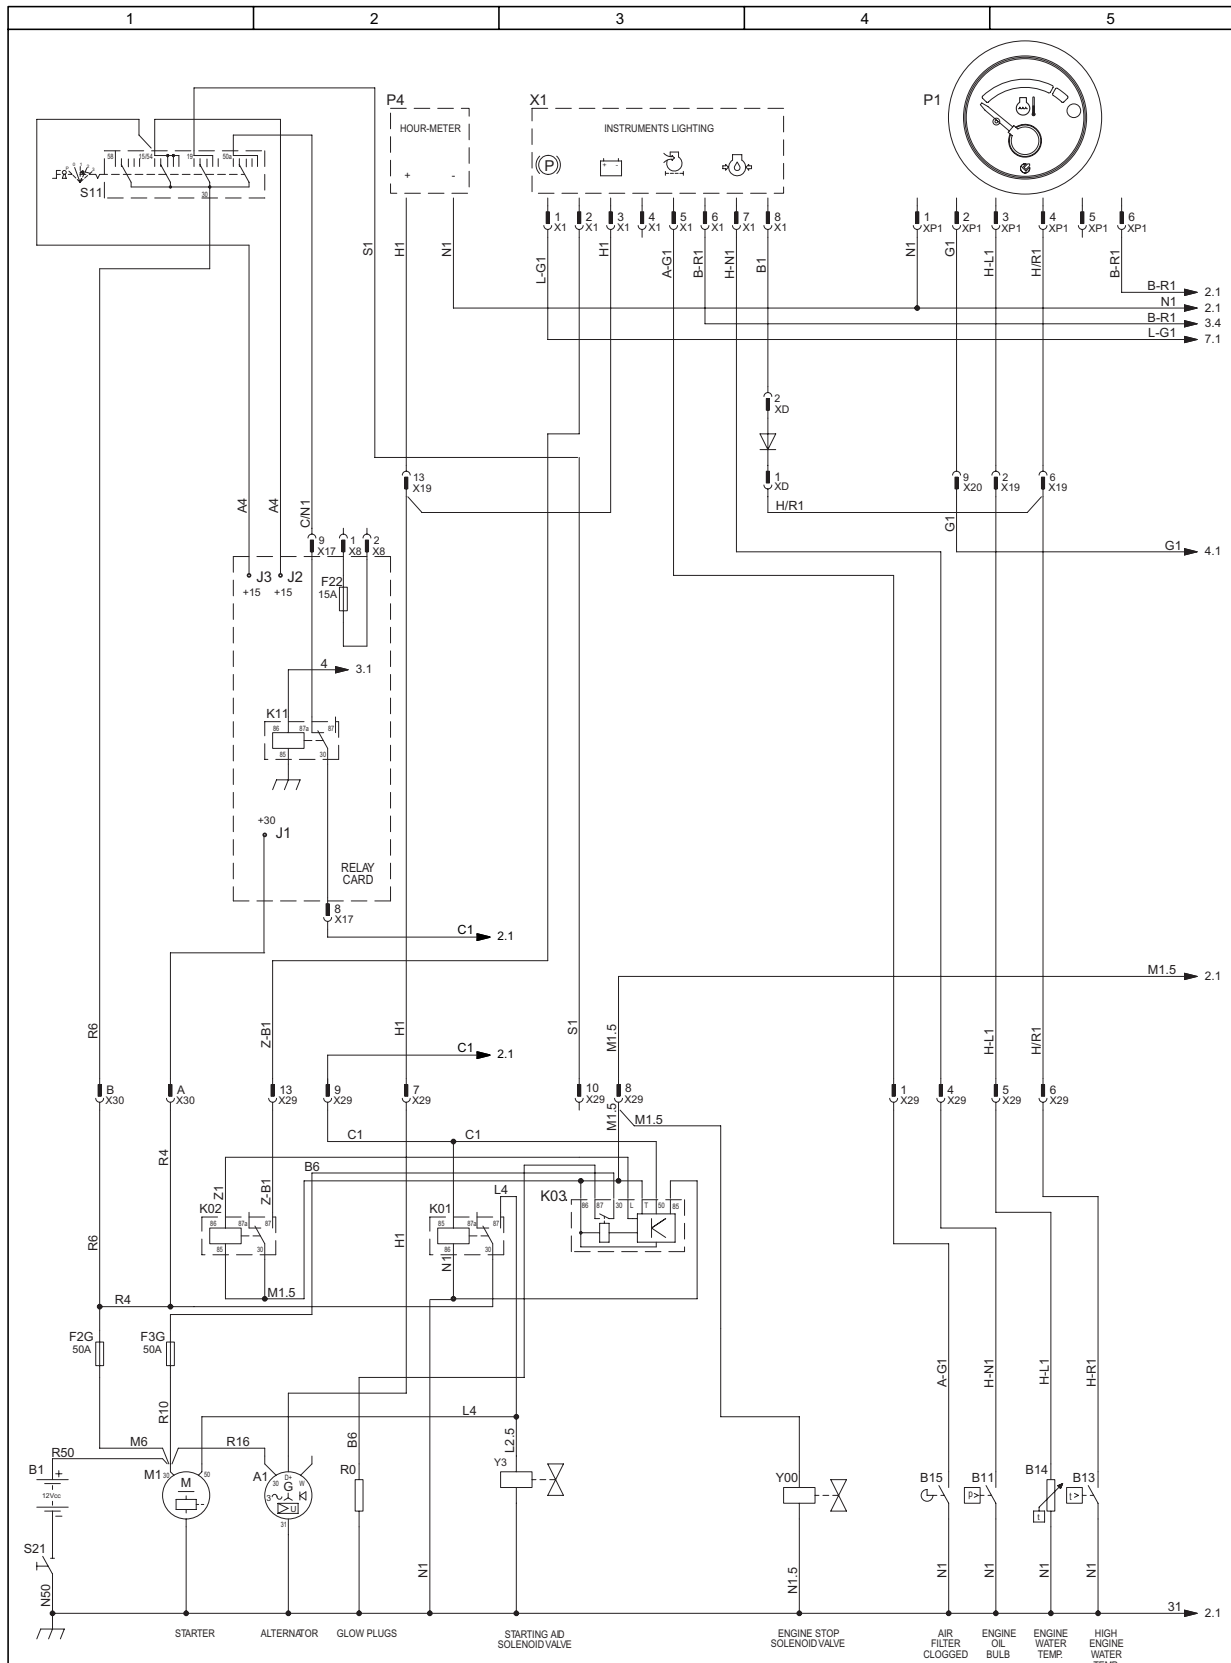 1 2 3 4 5
P4
HOUR-METER
+ -
X1
INSTRUMENTS LIGHTING
P
P1
58 15/54 19 50a
30
S11
1 X1
2 X1
3 X1
4 X1
5 X1
6 X1
7 X1
8 X1
1 XP1
2 XP1
3 XP1
4 XP1
5 XP1
6 XP1
S1
H1
N1
L-G1
H1
A-G1
B-R1
H-N1
B1
N1
G1
H-L1
H/R1
B-R1
B-R1 2.1
N1 2.1
B-R1 3.4
L-G1 7.1
2 XD
1 XD
H/R1
13 X19
9 X20
2 X19
6 X19
G1
G1 4.1
A4
A4
C/N1
9 X17
1 X8
2 X8
J3 J2
+15 +15
F22
15A
4 3.1
K11
86 87a 87
85 30
+30
J1
RELAY
CARD
8 X17
C1 2.1
M1.5 2.1
R6
Z-B1
H1
C1 2.1
S1
M1.5
H-L1
H/R1
B X30
A X30
13 X29
9 X29
7 X29
10 X29
8 X29
1 X29
4 X29
5 X29
6 X29
M1.5
M1.5
R4
C1 C1
B6
Z1
Z-B1
L4
K02
86 87a 87
85 30
K01
85 87a 87
86 30
K03
86 87 30 L T 50 85
R6
H1
N1
M1.5
R4
F2G
50A
F3G
50A
R10
A-G1
H-N1
H-L1
H-R1
L4
M6
R16
R50
B6
L2.5
B1
+
12Vcc
-
M1
30 50
M
A1
30 D+ W
G
3
U
31
R0
Y3
Y00
B15
B11
P>
B14
t
B13
t>
S21
N50
N1
N1.5
N1
N1
N1
N1
31 2.1
STARTER
ALTERNATOR
GLOW PLUGS
STARTING AID
SOLENOID VALVE
ENGINE STOP
SOLENOID VALVE
AIR
FILTER
CLOGGED
ENGINE
OIL
BULB
ENGINE
WATER
TEMP.
HIGH
ENGINE
WATER